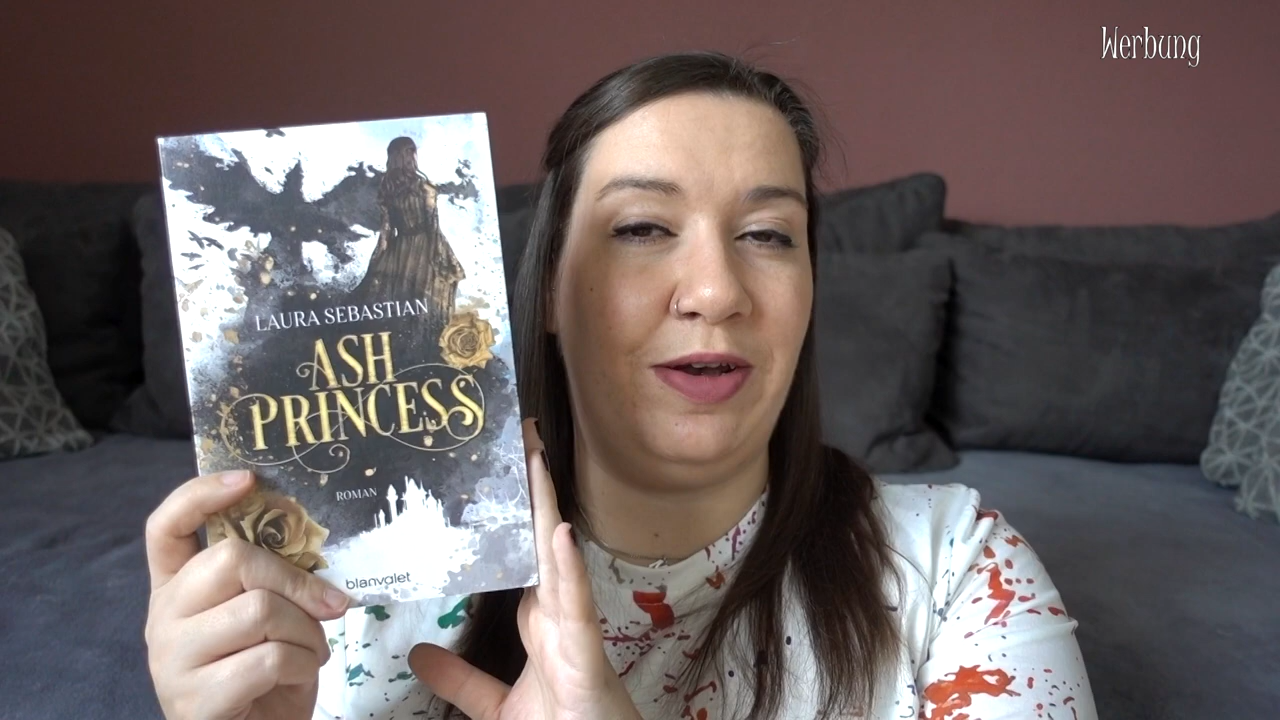 Werbung
LAURA SEBASTIAN
ASH
PRINCESS
ROMAN
blanvalet